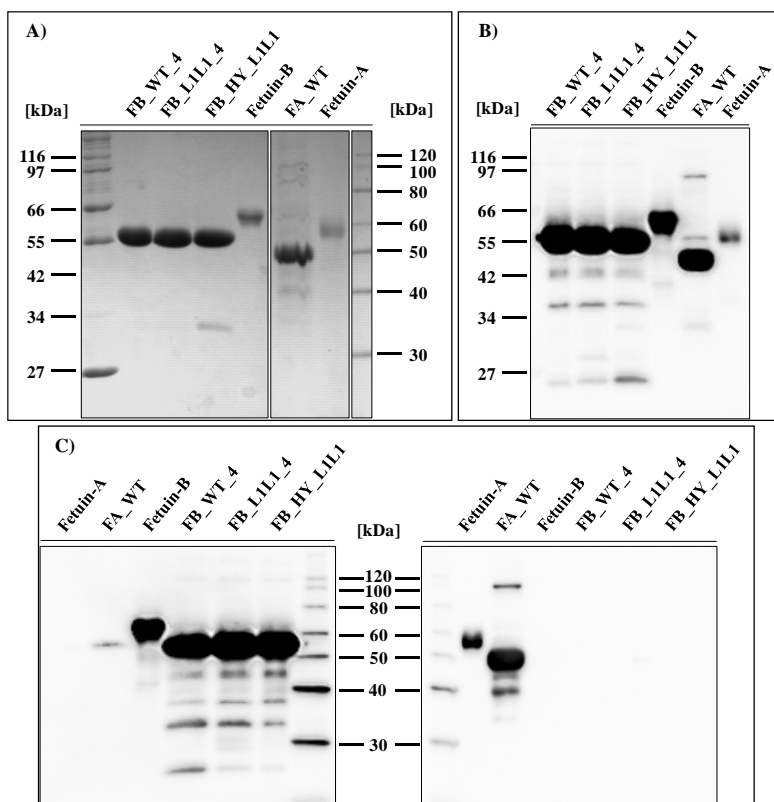 A)
FB_WT_4
FB_L1L1_4
FB_HY_L1L1
Fetuin-B
FA_WT
Fetuin-A
[kDa]
[kDa]
116
97
66
55
42
34
27
120
100
80
60
50
40
30
B)
FB_WT_4
FB_L1L1_4
FB_HY_L1L1
Fetuin-B
FA_WT
Fetuin-A
[kDa]
116
97
66
55
42
34
27
C)
Fetuin-A
FA_WT
Fetuin-B
FB_WT_4
FB_L1L1_4
FB_HY_L1L1
[kDa]
Fetuin-A
FA_WT
Fetuin-B
FB_WT_4
FB_L1L1_4
FB_HY_L1L1
120
100
80
60
50
40
30